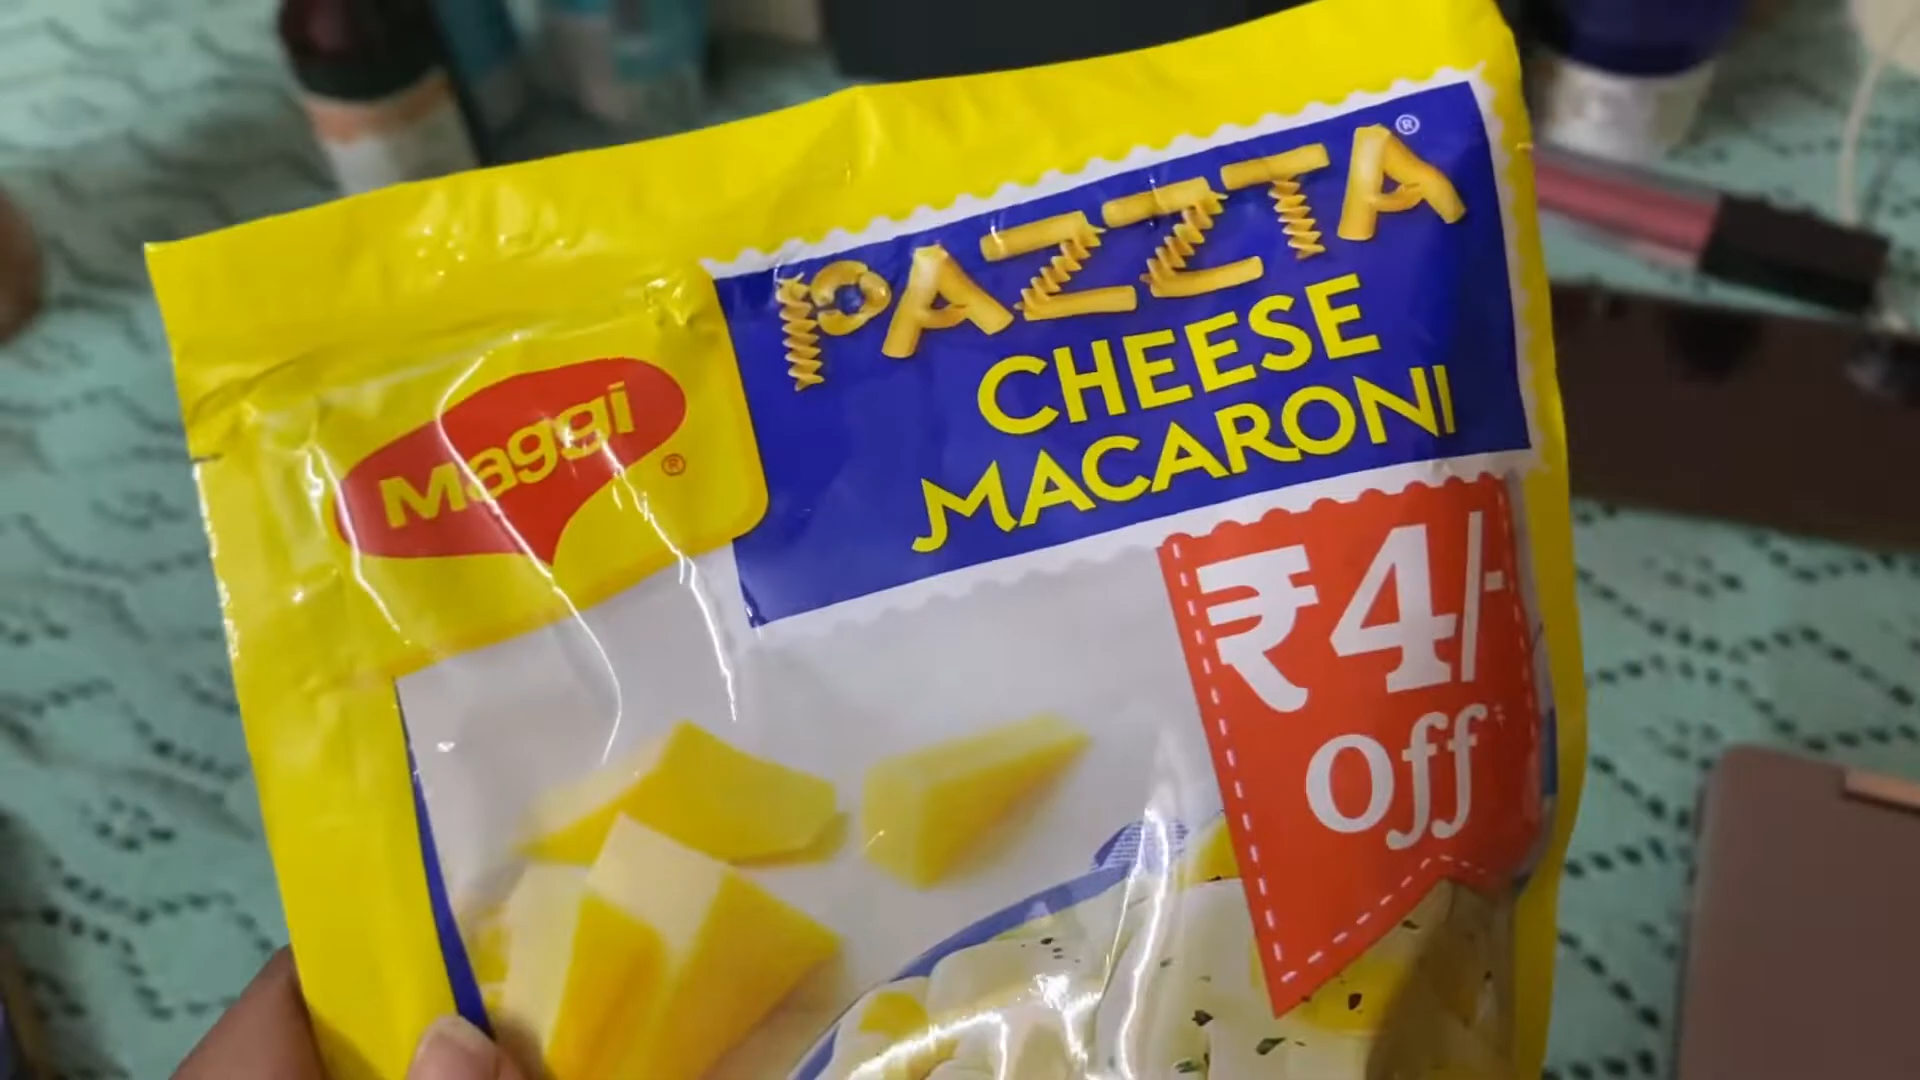 PAZZTA®
CHEESE
MACARONI
Maggi®
₹4/-
off‡